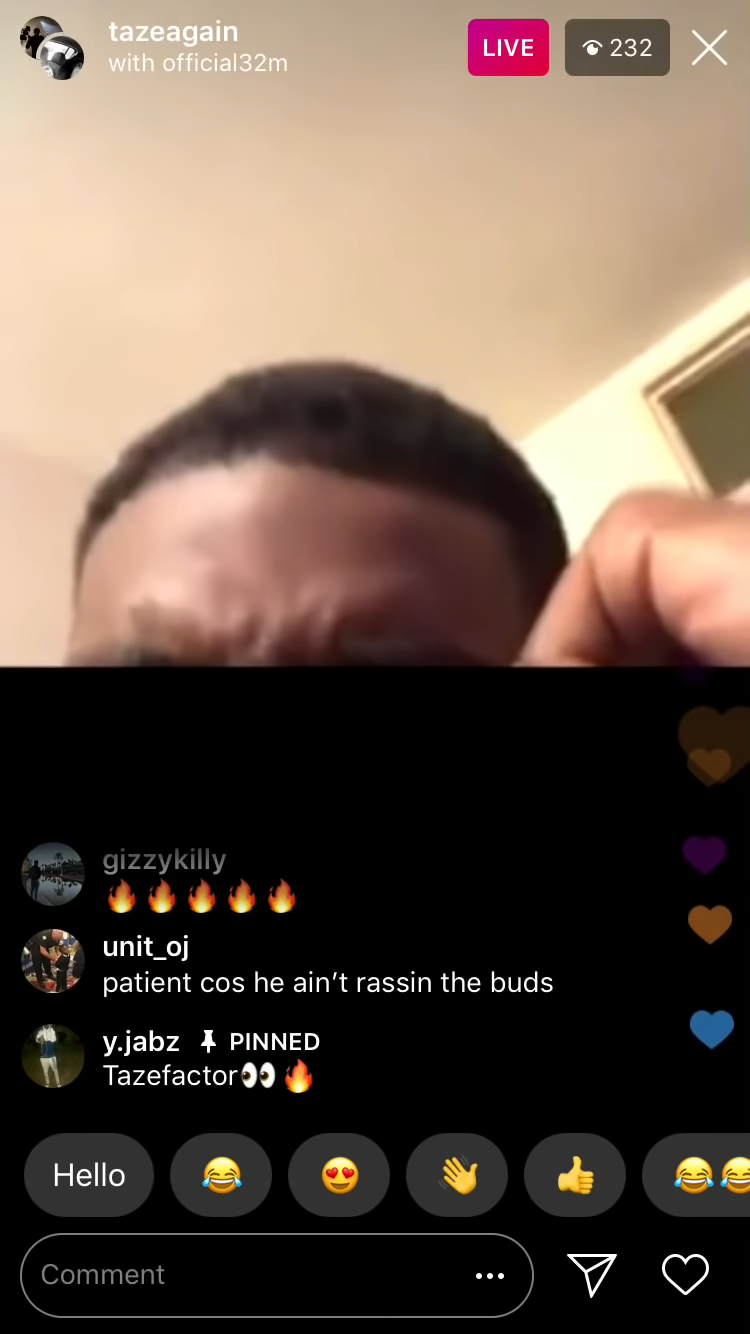 tazeagain
with official32m
LIVE
232
gizzykilly
🔥🔥🔥🔥🔥
unit_oj
patient cos he ain’t rassin the buds
y.jabz PINNED
Tazefactor👀🔥
Hello 😂 😍 👋 👍 😂😂
Comment